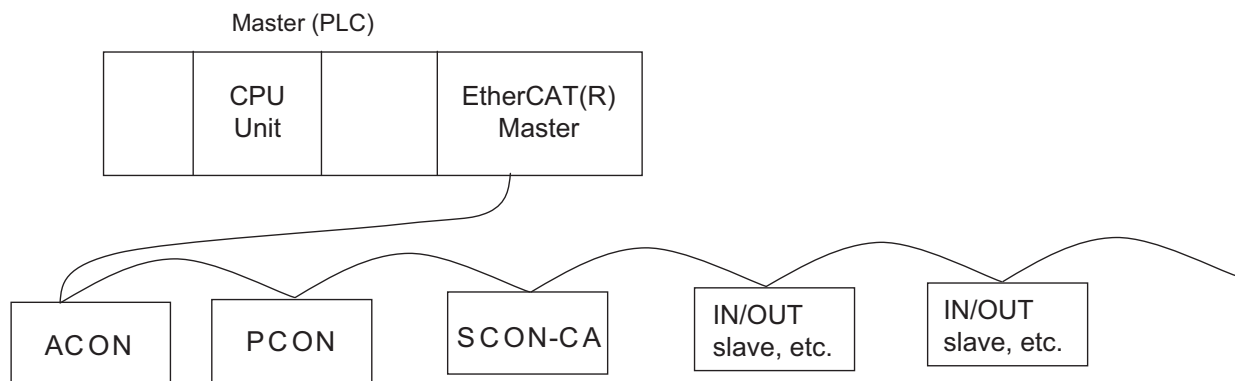 Master (PLC)
CPU
Unit
EtherCAT(R)
Master
ACON
PCON
SCON-CA
IN/OUT
slave, etc.
IN/OUT
slave, etc.